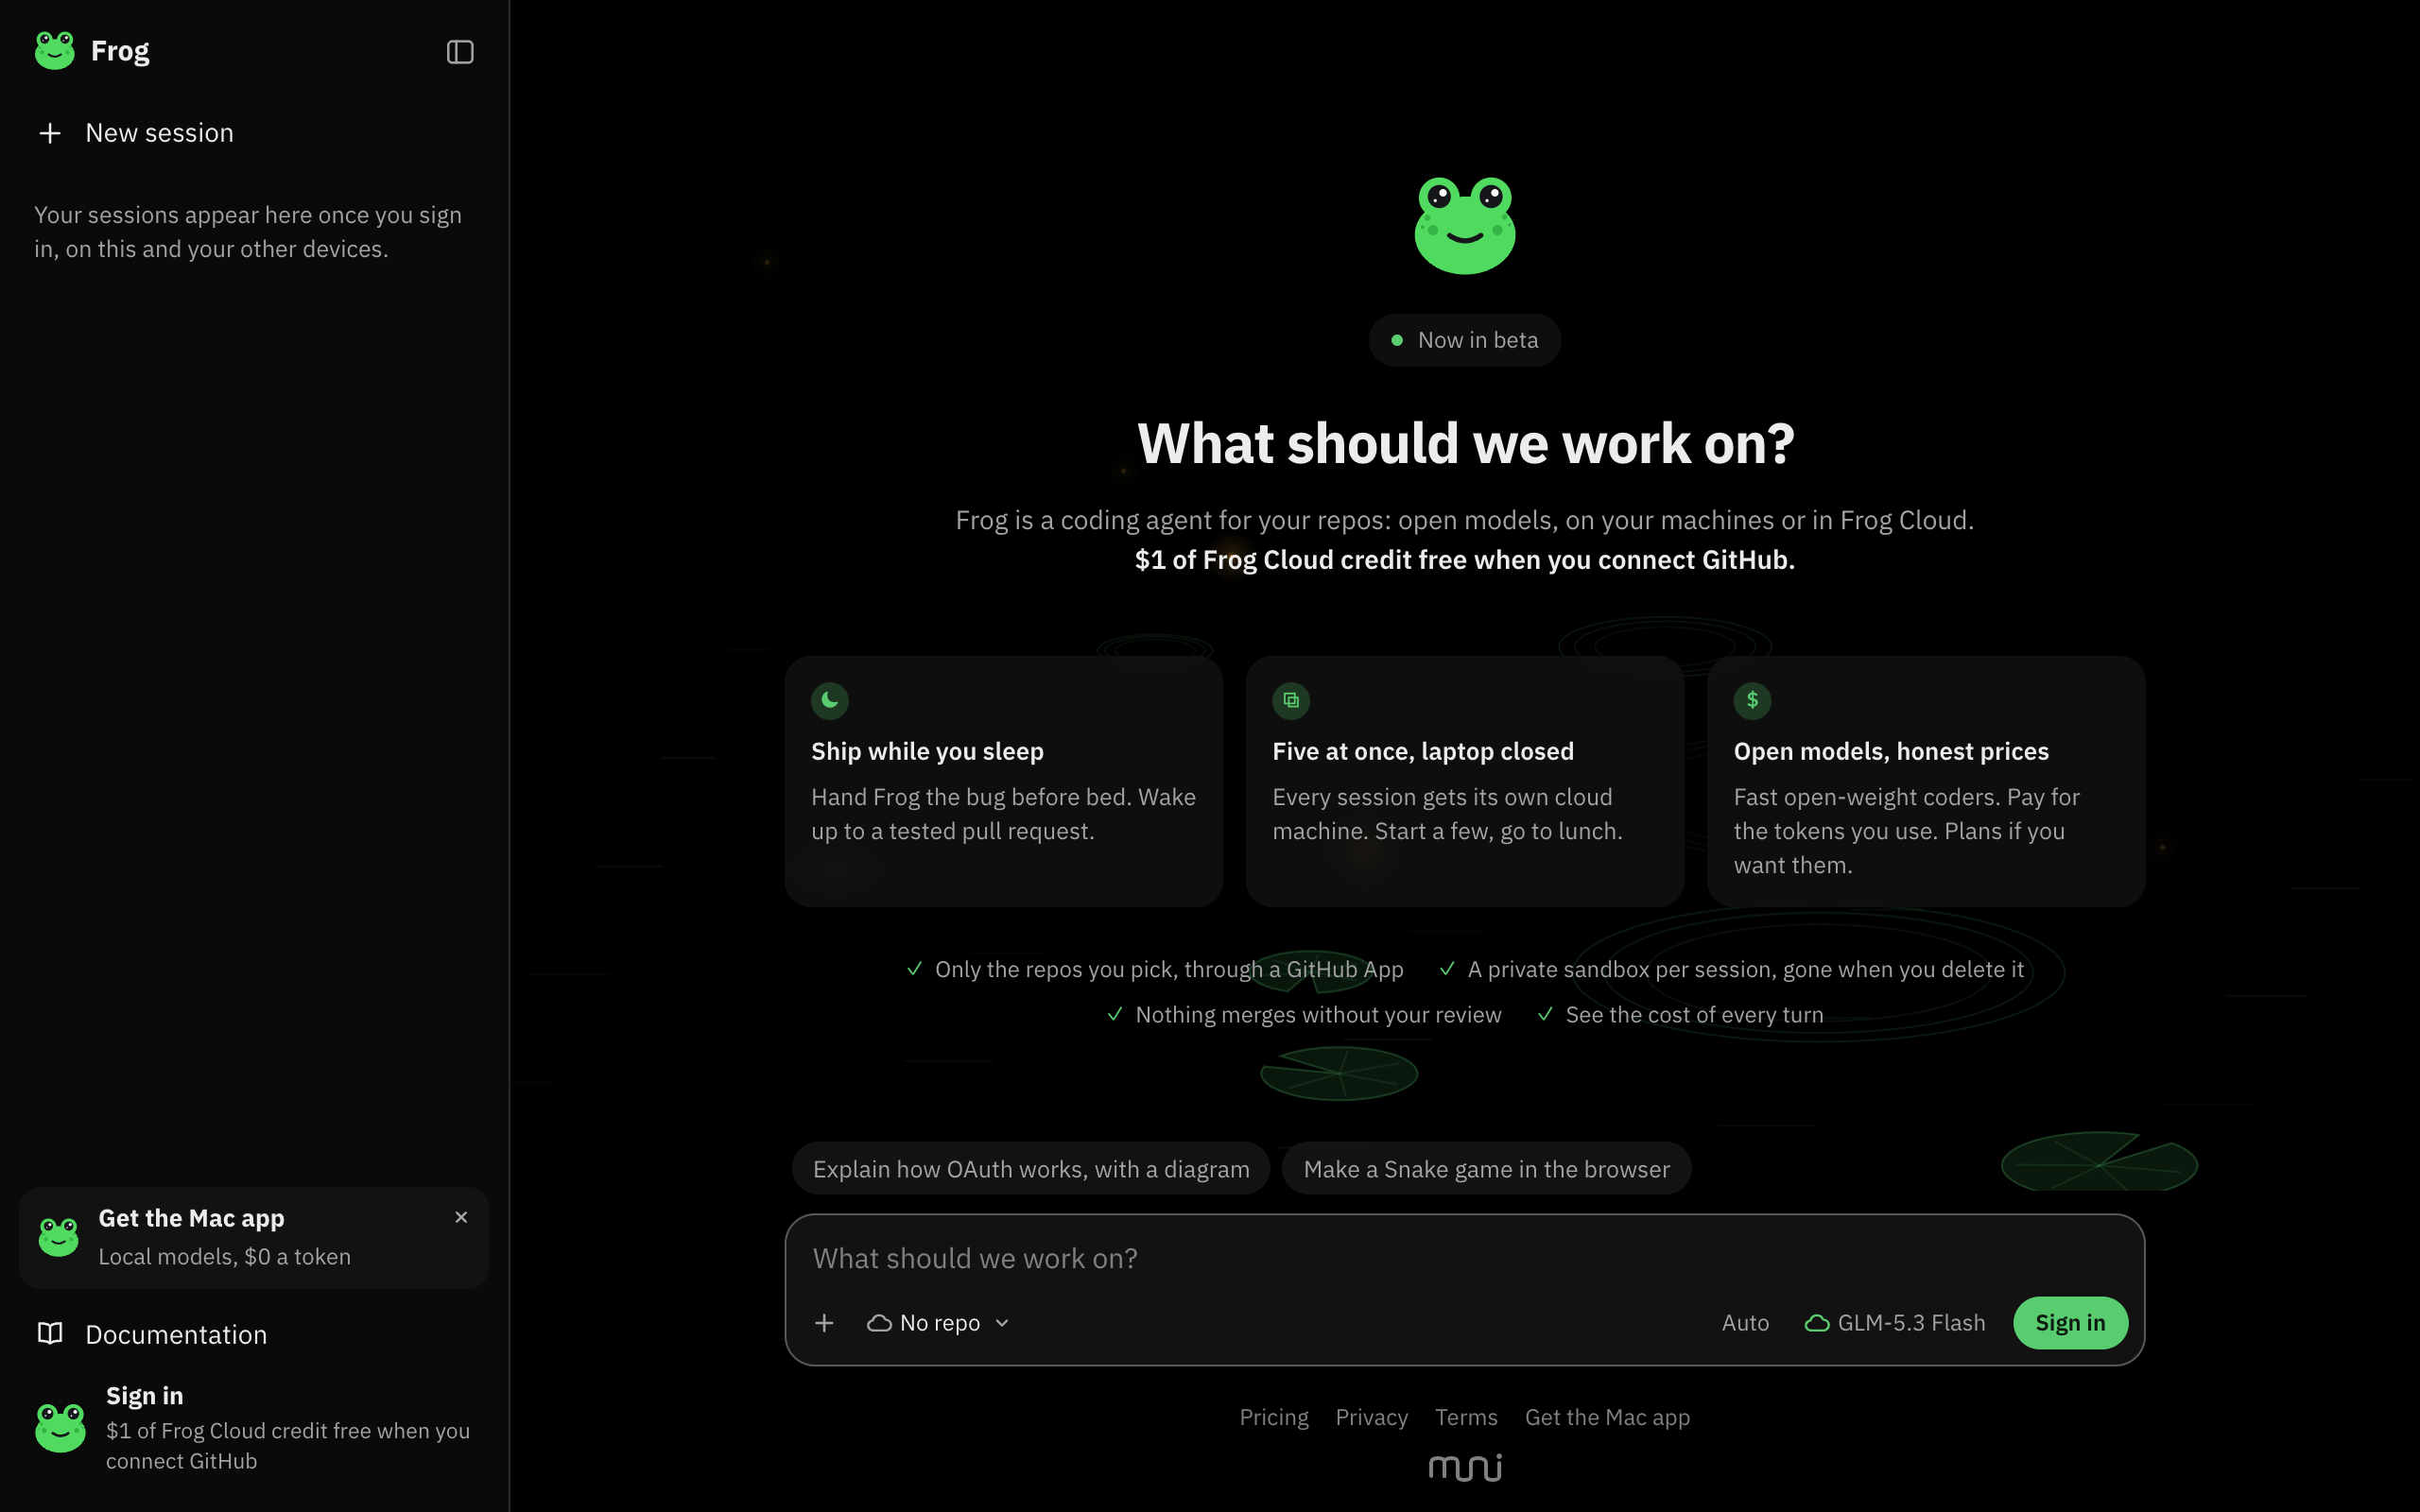 Frog
New session
Your sessions appear here once you sign
in, on this and your other devices.
Get the Mac app
Local models, $0 a token
Documentation
Sign in
$1 of Frog Cloud credit free when you
connect GitHub
Now in beta
What should we work on?
Frog is a coding agent for your repos: open models, on your machines or in Frog Cloud.
$1 of Frog Cloud credit free when you connect GitHub.
Ship while you sleep
Hand Frog the bug before bed. Wake
up to a tested pull request.
Five at once, laptop closed
Every session gets its own cloud
machine. Start a few, go to lunch.
$
Open models, honest prices
Fast open-weight coders. Pay for
the tokens you use. Plans if you
want them.
Only the repos you pick, through a GitHub App
A private sandbox per session, gone when you delete it
Nothing merges without your review
See the cost of every turn
Explain how OAuth works, with a diagram
Make a Snake game in the browser
What should we work on?
No repo
Auto
GLM-5.3 Flash
Sign in
Pricing
Privacy
Terms
Get the Mac app
muni